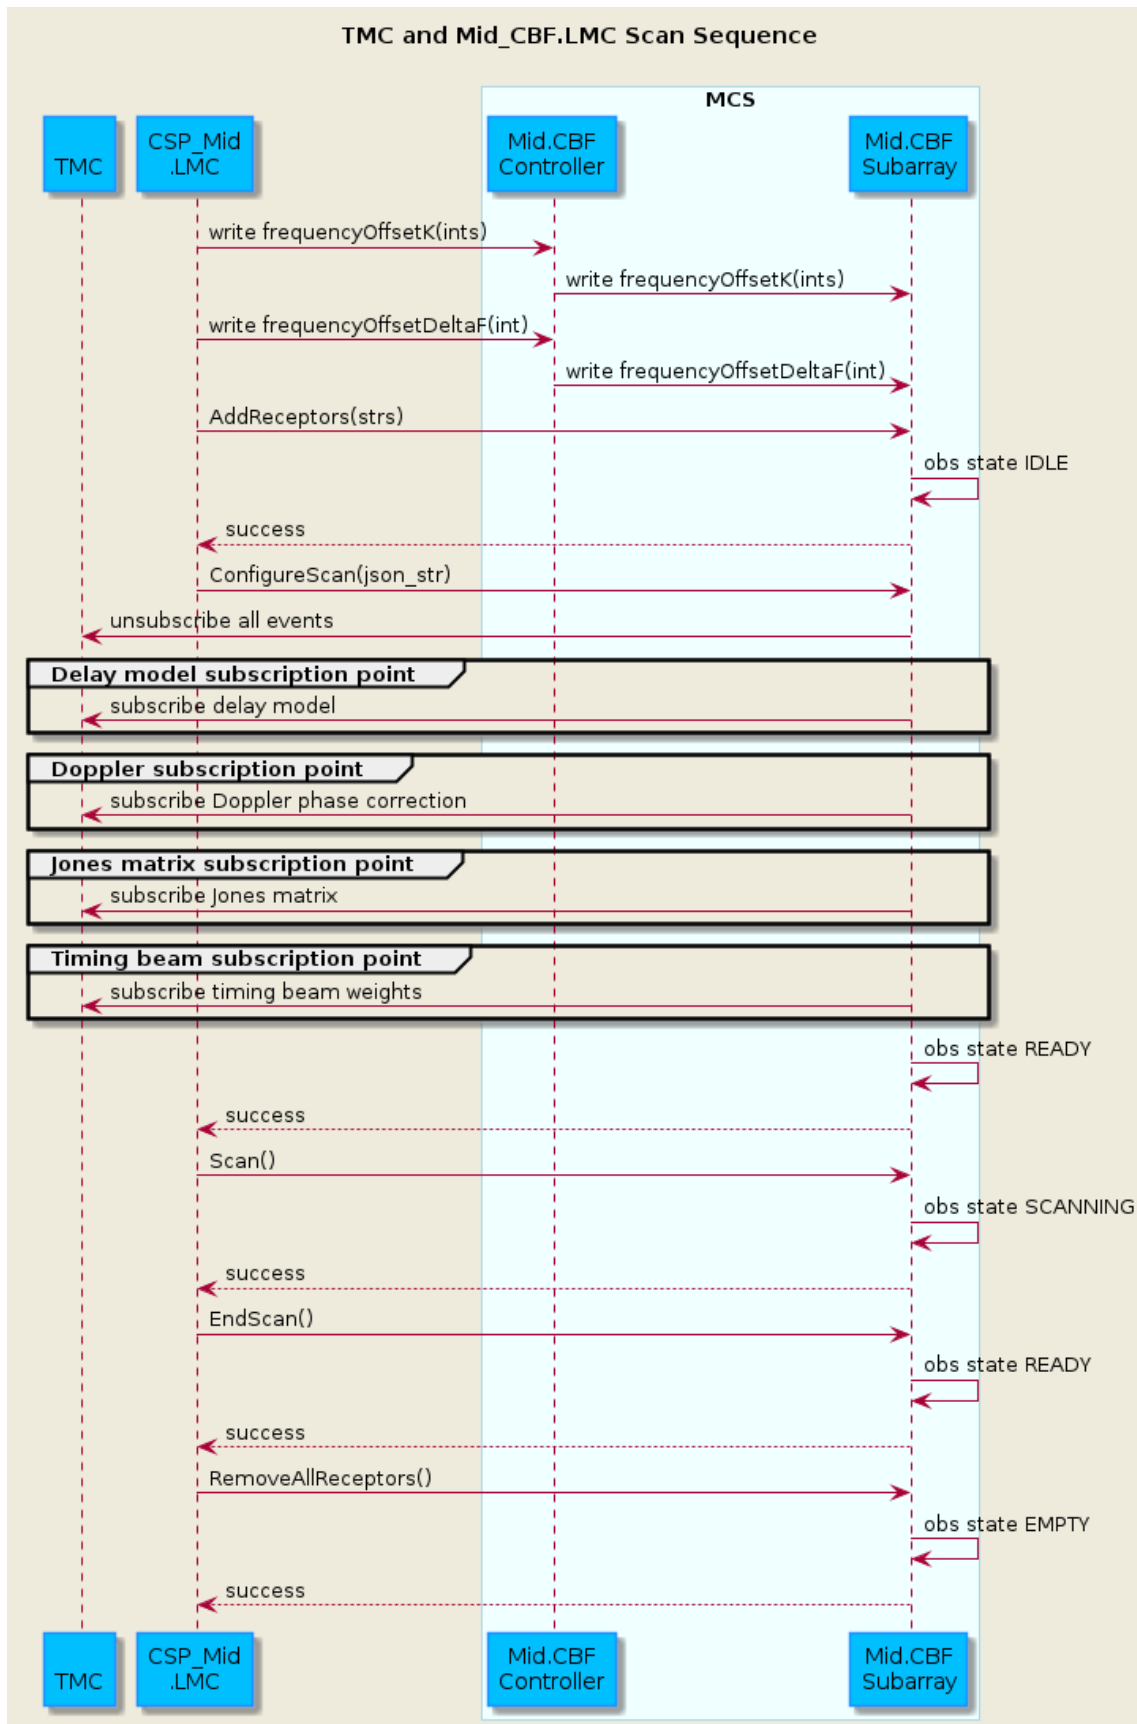 TMC and Mid_CBF.LMC Scan Sequence
MCS
TMC
CSP_Mid
.LMC
Mid.CBF
Controller
Mid.CBF
Subarray
write frequencyOffsetK(ints)
write frequencyOffsetK(ints)
write frequencyOffsetDeltaF(int)
write frequencyOffsetDeltaF(int)
AddReceptors(strs)
obs state IDLE
success
ConfigureScan(json_str)
unsubscribe all events
Delay model subscription point
subscribe delay model
Doppler subscription point
subscribe Doppler phase correction
Jones matrix subscription point
subscribe Jones matrix
Timing beam subscription point
subscribe timing beam weights
obs state READY
success
Scan()
obs state SCANNING
success
EndScan()
obs state READY
success
RemoveAllReceptors()
obs state EMPTY
success
TMC
CSP_Mid
.LMC
Mid.CBF
Controller
Mid.CBF
Subarray